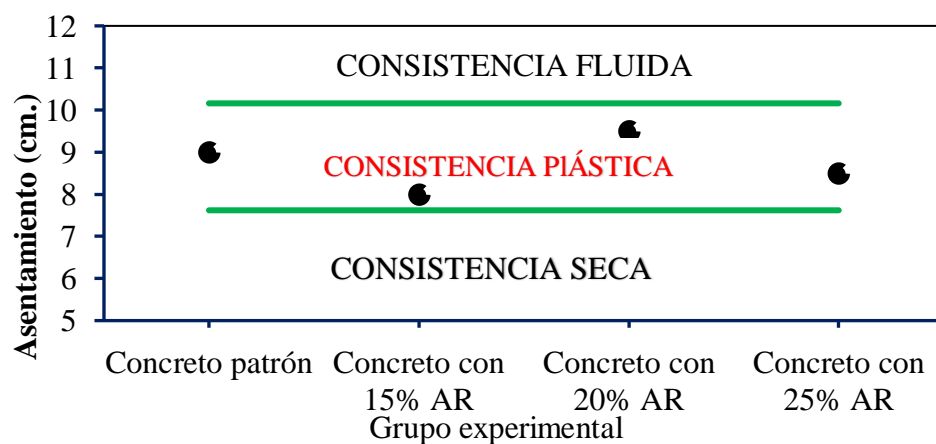 12
11
10
9
8
7
6
5
Asentamiento (cm.)
CONSISTENCIA FLUIDA
CONSISTENCIA PlÁSTICA
CONSISTENCIA SECA
Concreto patrón
Concreto con
15% AR
Concreto con
20% AR
Concreto con
25% AR
Grupo experimental